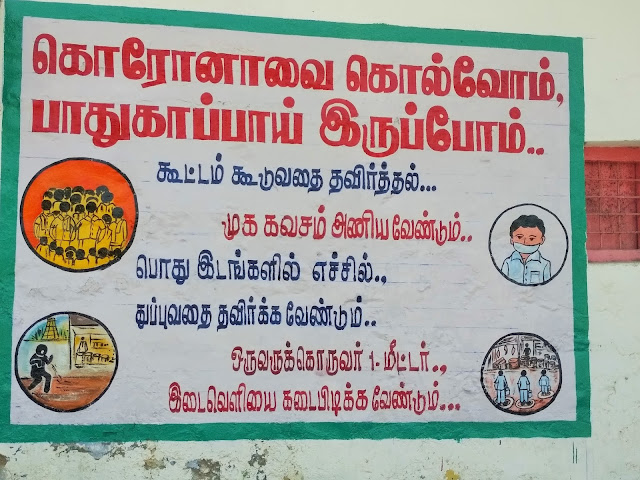 கொரோனாவை கொல்வோம்,
பாதுகாப்பாய் இருப்போம்..
கூட்டம் கூடுவதை தவிர்த்தல்...
முக கவசம் அணிய வேண்டும்..
பொது இடங்களில் எச்சில்.,
துப்புவதை தவிர்க்க வேண்டும்..
ஒருவருக்கொருவர் 1- மீட்டர்.,
இடைவெளியை கடைபிடிக்க வேண்டும்...